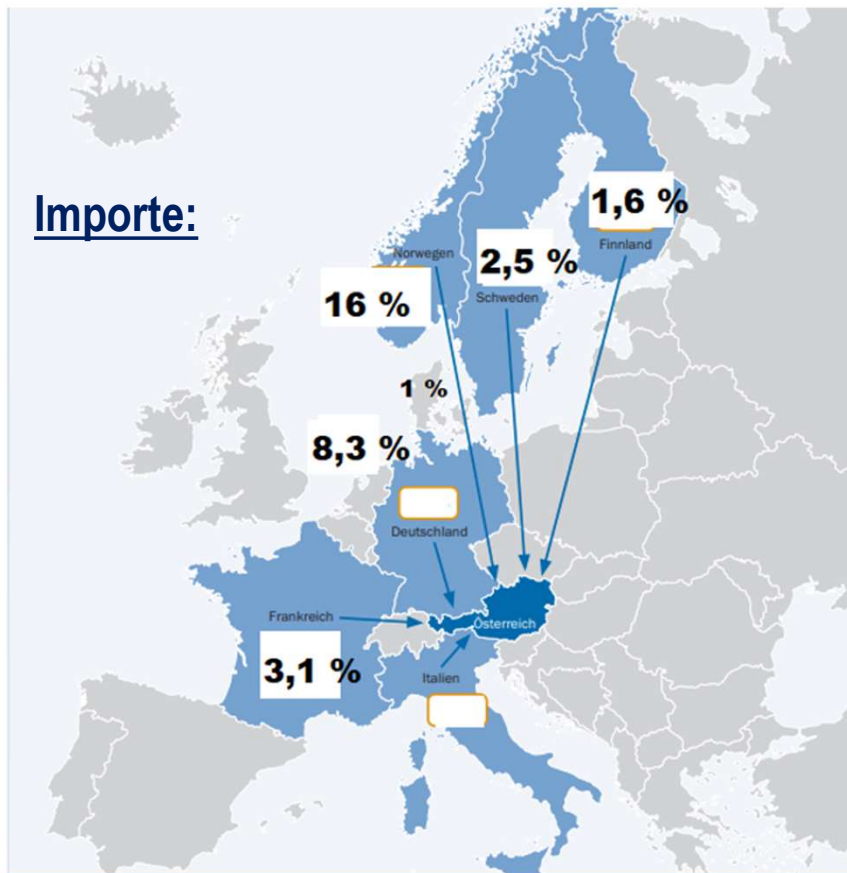 Importe:
1,6 %
Finnland
Norwegen
2,5 %
16 %
Schweden
1 %
8,3 %
Deutschland
Frankreich
Österreich
3,1 %
Italien